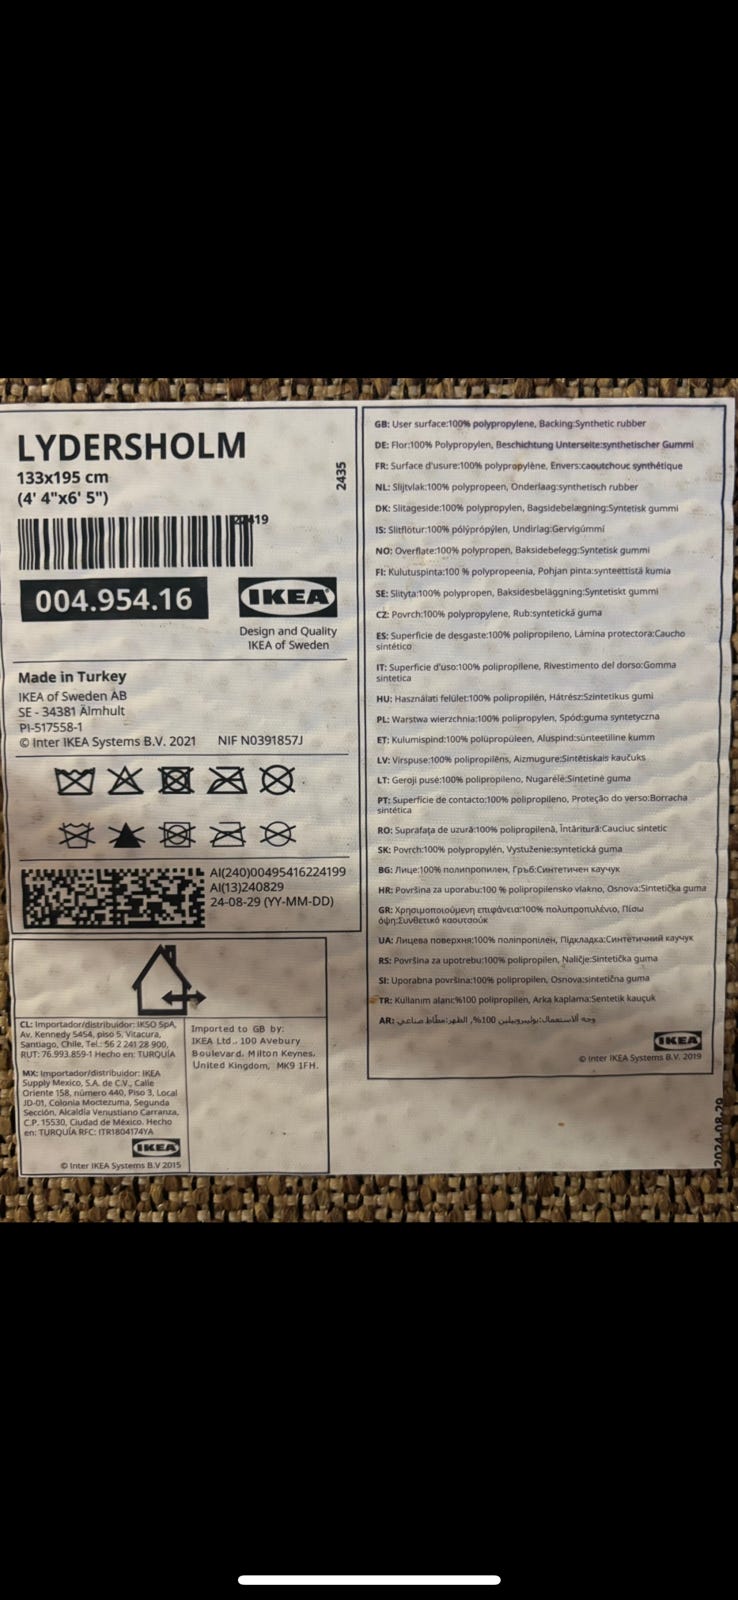 LYDERSHOLM
133x195 cm
(4' 4"x6' 5")
2435
22419
004.954.16
IKEA
Design and Quality
IKEA of Sweden
Made in Turkey
IKEA of Sweden AB
SE - 34381 Älmhult
PI-517558-1
© Inter IKEA Systems B.V. 2021 NIF N0391857J
AI(240)00495416224199
AI(13)240829
24-08-29 (YY-MM-DD)
CL: Importador/distribuidor: IKSO SpA,
Av. Kennedy 5454, piso 5, Vitacura,
Santiago, Chile, Tel.: 56 2 241 28 900,
RUT: 76.993.859-1 Hecho en: TURQUÍA
MX: Importador/distribuidor: IKEA
Supply Mexico, S.A. de C.V., Calle
Oriente 158, número 440, Piso 3, Local
JD-01, Colonia Moctezuma, Segunda
Sección, Alcaldía Venustiano Carranza,
C.P. 15530, Ciudad de México. Hecho
en: TURQUÍA RFC: ITR1804174YA
IKEA
© Inter IKEA Systems B.V 2015
Imported to GB by:
IKEA Ltd., 100 Avebury
Boulevard, Milton Keynes,
United Kingdom, MK9 1FH.
GB: User surface:100% polypropylene, Backing:Synthetic rubber
DE: Flor:100% Polypropylen, Beschichtung Unterseite:synthetischer Gummi
FR: Surface d'usure:100% polypropylène, Envers:caoutchouc synthétique
NL: Slijtvlak:100% polypropeen, Onderlaag:synthetisch rubber
DK: Slitageside:100% polypropylen, Bagsidebelægning:Syntetisk gummi
IS: Slitflötur:100% pólýprópýlen, Undirlag:Gervigúmmí
NO: Overflate:100% polypropen, Baksidebelegg:Syntetisk gummi
FI: Kulutuspinta:100 % polypropeenia, Pohjan pinta:synteettistä kumia
SE: Slityta:100% polypropen, Baksidesbeläggning:Syntetiskt gummi
CZ: Povrch:100% polypropylene, Rub:syntetická guma
ES: Superficie de desgaste:100% polipropileno, Lámina protectora:Caucho
sintético
IT: Superficie d'uso:100% polipropilene, Rivestimento del dorso:Gomma
sintetica
HU: Használati felület:100% polipropilén, Hátrész:Szintetikus gumi
PL: Warstwa wierzchnia:100% polipropylen, Spód:guma syntetyczna
ET: Kulumispind:100% polüpropüleen, Aluspind:sünteetiline kumm
LV: Virspuse:100% polipropilēns, Aizmugure:Sintētiskais kaučuks
LT: Geroji pusė:100% polipropileno, Nugarėlė:Sintetinė guma
PT: Superfície de contacto:100% polipropileno, Proteção do verso:Borracha
sintética
RO: Suprafaţa de uzură:100% polipropilenă, Întăritură:Cauciuc sintetic
SK: Povrch:100% polypropylén, Vystuženie:syntetická guma
BG: Лице:100% полипропилен, Гръб:Синтетичен каучук
HR: Površina za uporabu:100 % polipropilensko vlakno, Osnova:Sintetička guma
GR: Χρησιμοποιούμενη επιφάνεια:100% πολυπροπυλένιο, Πίσω
όψη:Συνθετικό καουτσούκ
UA: Лицева поверхня:100% поліпропілен, Підкладка:Синтетичний каучук
RS: Površina za upotrebu:100% polipropilen, Naličje:Sintetička guma
SI: Uporabna površina:100% polipropilen, Osnova:sintetična guma
TR: Kullanım alanı:%100 polipropilen, Arka kaplama:Sentetik kauçuk
AR: وجه ألاستعمال:بوليبروبيلين 100%, الظهر:مطّاط صناعي
IKEA
© Inter IKEA Systems B.V. 2019
2024-08-29